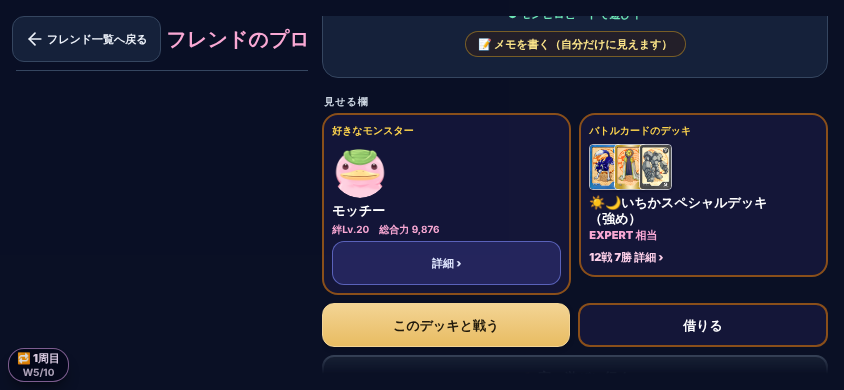 フレンド一覧へ戻る
フレンドのプロ
📝 メモを書く（自分だけに見えます）
見せる欄
好きなモンスター
モッチー
絆Lv.20 総合力 9,876
詳細 ›
バトルカードのデッキ
☀️🌙いちかスペシャルデッキ
（強め）
EXPERT 相当
12戦 7勝 詳細 ›
このデッキと戦う
借りる
🔁 1周目
W5/10